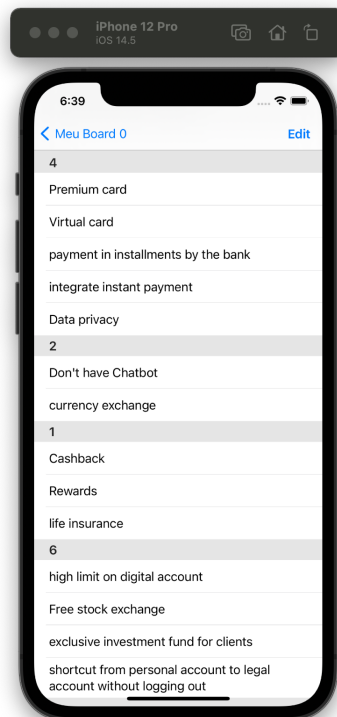 iPhone 12 Pro
iOS 14.5
6:39
Meu Board 0
Edit
4
Premium card
Virtual card
payment in installments by the bank
integrate instant payment
Data privacy
2
Don't have Chatbot
currency exchange
1
Cashback
Rewards
life insurance
6
high limit on digital account
Free stock exchange
exclusive investment fund for clients
shortcut from personal account to legal
account without logging out